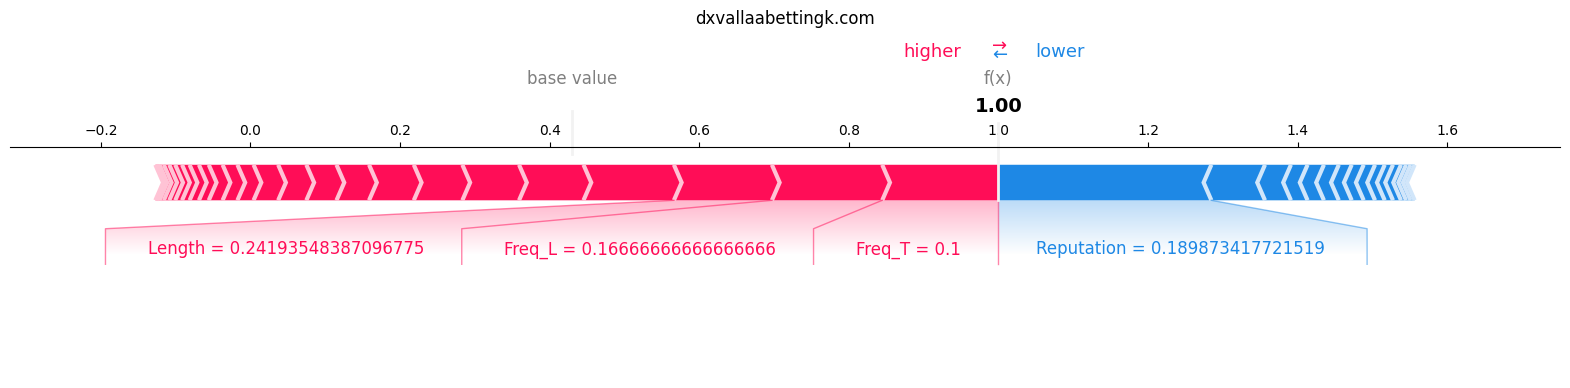 dxvallaabettingk.com
higher ⇄ lower
base value f(x)
1.00
−0.2 0.0 0.2 0.4 0.6 0.8 1.0 1.2 1.4 1.6
Length = 0.24193548387096775 Freq_L = 0.16666666666666666 Freq_T = 0.1 Reputation = 0.189873417721519